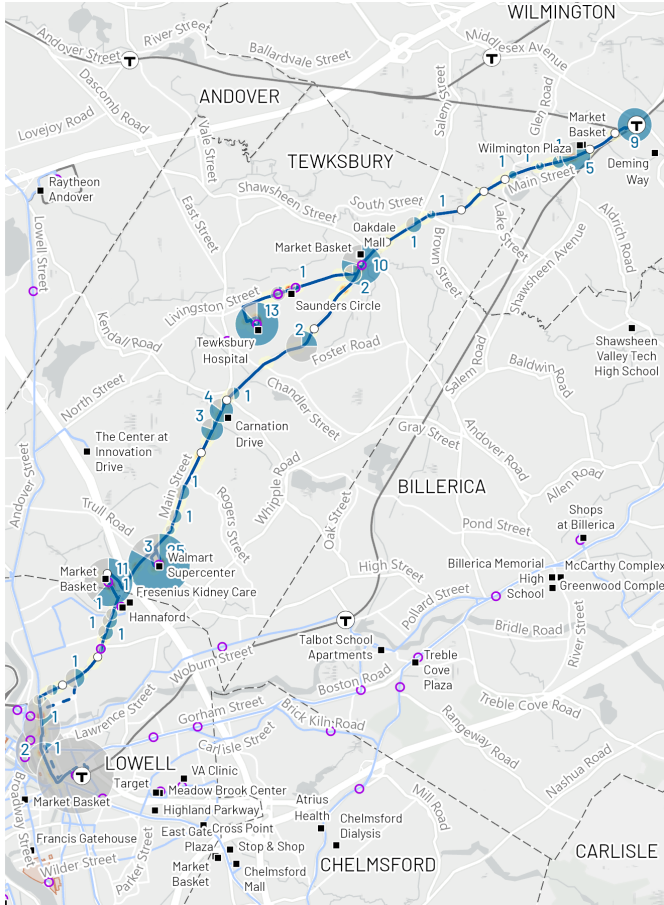 WILMINGTON
River Street
Andover Street
Middlesex Avenue
Ballardvale Street
T
T
Dascomb Road
ANDOVER
Salem Street
Glen Road
Lovejoy Road
Vale Street
Market
Basket
T
9
Wilmington Plaza
5
TEWKSBURY
1
1
1
Deming
Way
Main Street
Raytheon
Andover
Shawsheen Street
South Street
1
East Street
Oakdale
Mall
1
Lake Street
Aldrich Road
Lowell Street
Market Basket
Brown Street
Shawsheen Avenue
10
1
2
Livingston Street
Saunders Circle
13
Kendall Road
Tewksbury
Hospital
2
Foster Road
Shawsheen
Valley Tech
High School
Salem Road
Baldwin Road
North Street
4
1
Chandler Street
3
Carnation
Drive
Gray Street
Andover Road
The Center at
Innovation
Drive
Andover Street
Main Street
Whipple Road
Allen Road
1
Rogers Street
Oak Street
BILLERICA
Trull Road
1
Pond Street
Shops
at Billerica
3
25
Walmart
Supercenter
High Street
Market
Basket
11
1
Billerica Memorial
High
School
McCarthy Complex
Greenwood Comple
Fresenius Kidney Care
1
Hannaford
Pollard Street
1
1
T
Bridle Road
River Street
Talbot School
Apartments
Woburn Street
Treble
Cove
Plaza
1
Boston Road
Lawrence Street
Treble Cove Road
1
Gorham Street
Brick Kiln Road
Rangeway Road
2
1
Carlisle Street
Nashua Road
LOWELL
T
VA Clinic
Target
Meadow Brook Center
Mill Road
Broadway Street
Market Basket
Highland Parkway
Atrius
Health
Chelmsford
Dialysis
East Gate
Plaza
Cross Point
Francis Gatehouse
Stop & Shop
Wilder Street
Parker Street
Market
Basket
Chelmsford
Mall
CHELMSFORD
CARLISLE